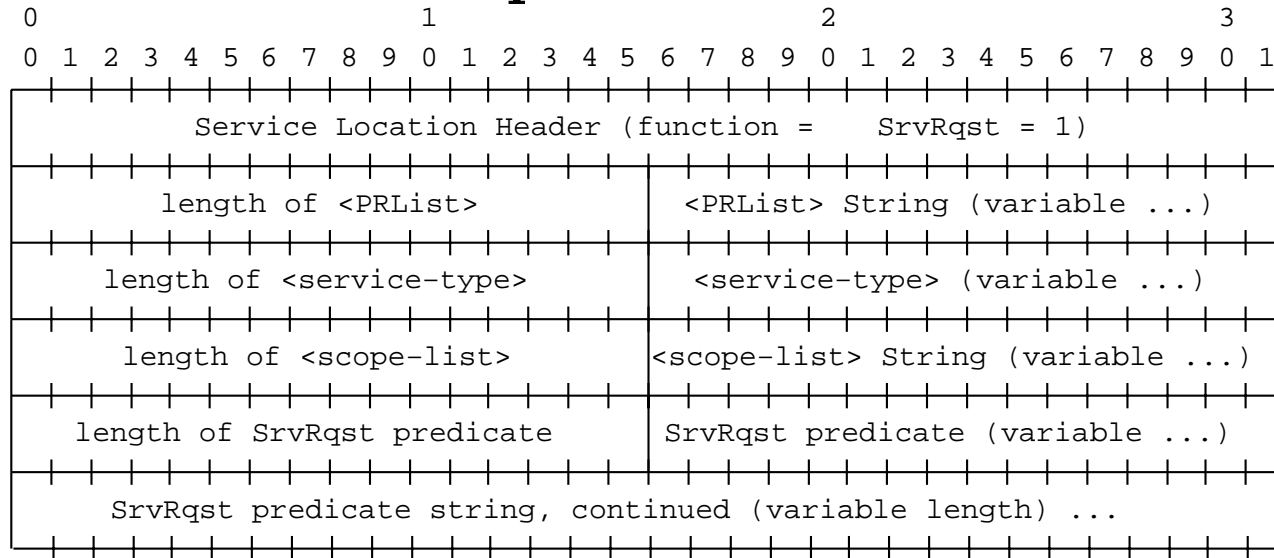 0 1 2 3
0 1 2 3 4 5 6 7 8 9 0 1 2 3 4 5 6 7 8 9 0 1 2 3 4 5 6 7 8 9 0 1
Service Location Header (function = SrvRqst = 1)
length of <PRList> <PRList> String (variable ...)
length of <service-type> <service-type> (variable ...)
length of <scope-list> <scope-list> String (variable ...)
length of SrvRqst predicate SrvRqst predicate (variable ...)
SrvRqst predicate string, continued (variable length) ...